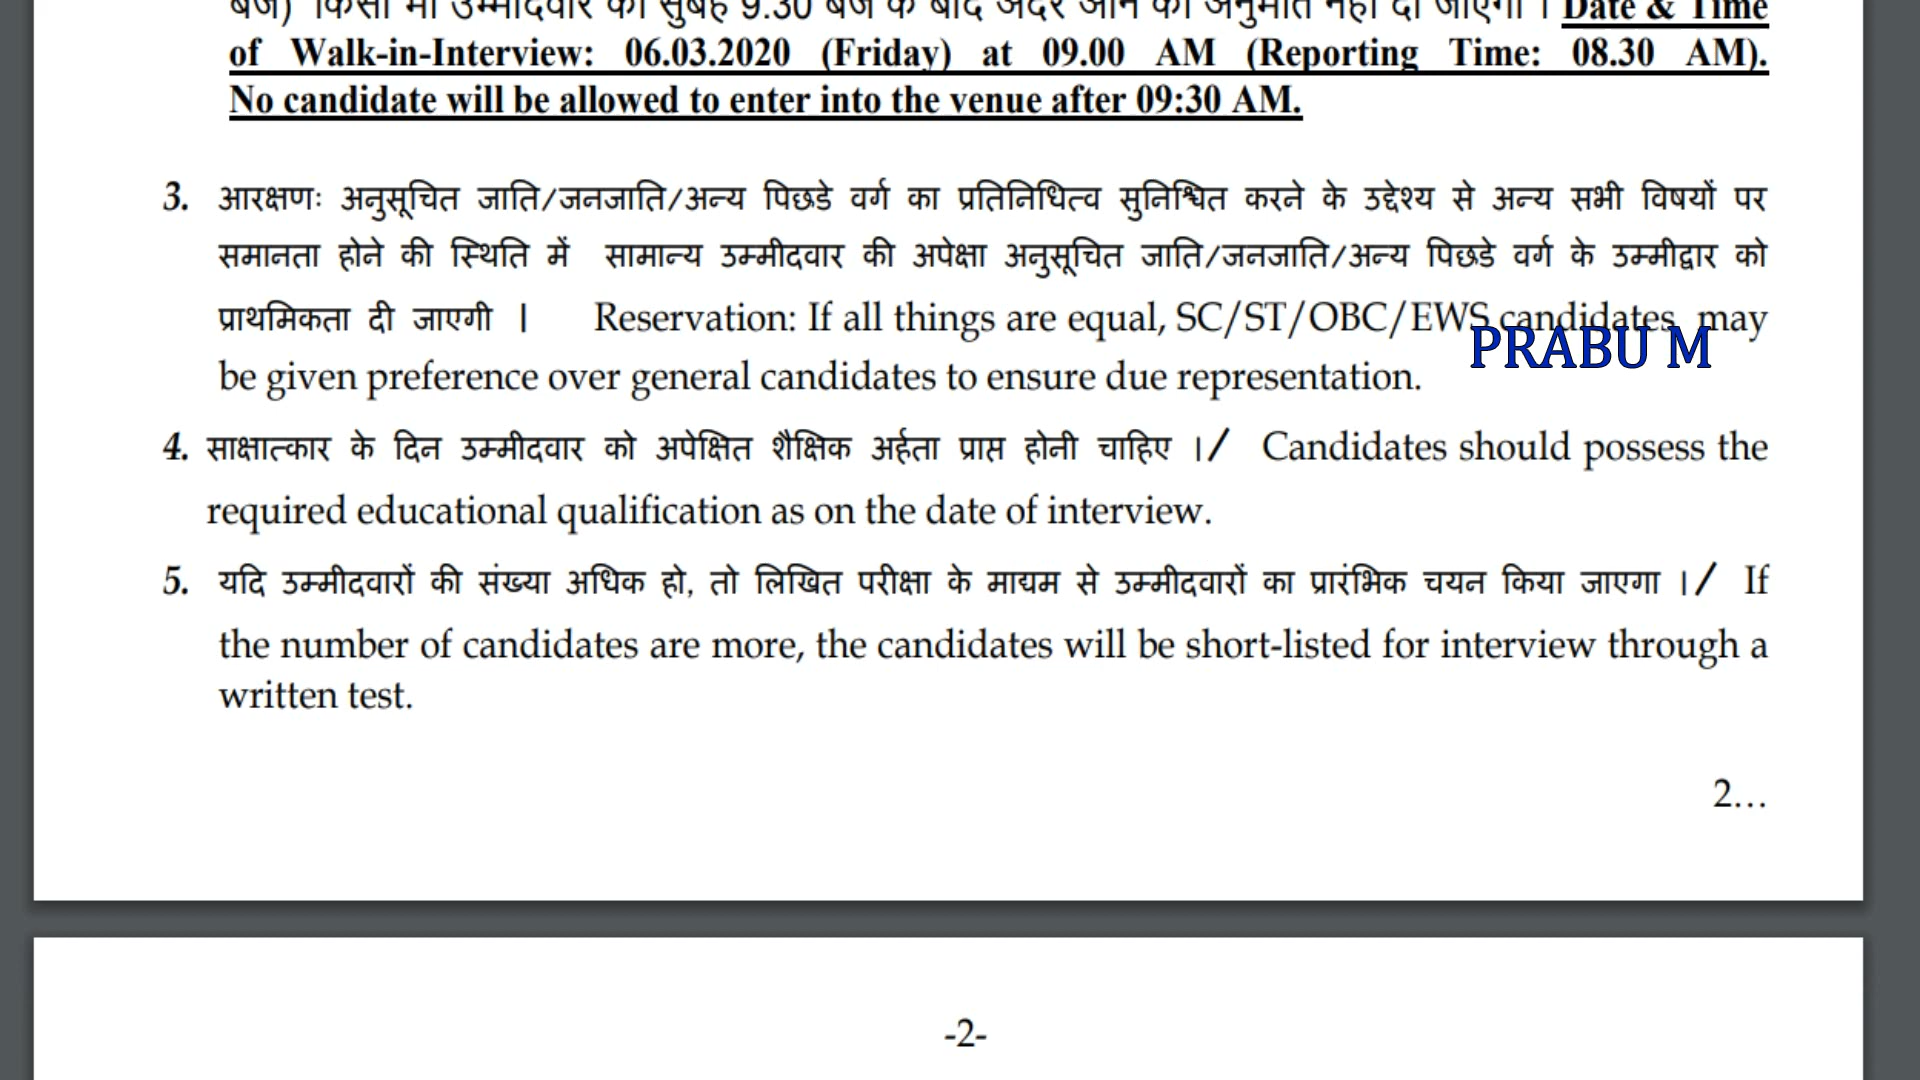 बजे) किसी भी उम्मीदवार को सुबह 9.30 बजे के बाद अंदर आने की अनुमति नहीं दी जाएगी । Date & Time
of Walk-in-Interview: 06.03.2020 (Friday) at 09.00 AM (Reporting Time: 08.30 AM).
No candidate will be allowed to enter into the venue after 09:30 AM.
3. आरक्षणः अनुसूचित जाति/जनजाति/अन्य पिछडे वर्ग का प्रतिनिधित्व सुनिश्चित करने के उद्देश्य से अन्य सभी विषयों पर
समानता होने की स्थिति में सामान्य उम्मीदवार की अपेक्षा अनुसूचित जाति/जनजाति/अन्य पिछडे वर्ग के उम्मीद्वार को
प्राथमिकता दी जाएगी । Reservation: If all things are equal, SC/ST/OBC/EWS candidates may
PRABU M
be given preference over general candidates to ensure due representation.
4. साक्षात्कार के दिन उम्मीदवार को अपेक्षित शैक्षिक अर्हता प्राप्त होनी चाहिए ।/ Candidates should possess the
required educational qualification as on the date of interview.
5. यदि उम्मीदवारों की संख्या अधिक हो, तो लिखित परीक्षा के माद्यम से उम्मीदवारों का प्रारंभिक चयन किया जाएगा ।/ If
the number of candidates are more, the candidates will be short-listed for interview through a
written test.
2...
-2-